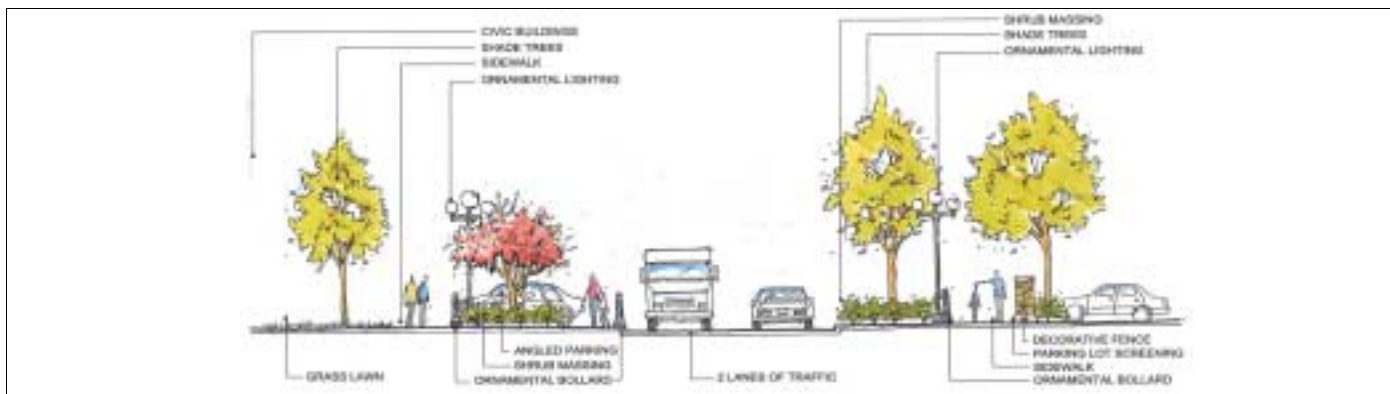 CIVIC BUILDINGS
SHADE TREES
SIDEWALK
ORNAMENTAL LIGHTING
SHRUB MASSING
SHADE TREES
ORNAMENTAL LIGHTING
ANGLED PARKING
SHRUB MASSING
ORNAMENTAL BOLLARD
GRASS LAWN
2 LANES OF TRAFFIC
DECORATIVE FENCE
PARKING LOT SCREENING
SIDEWALK
ORNAMENTAL BOLLARD